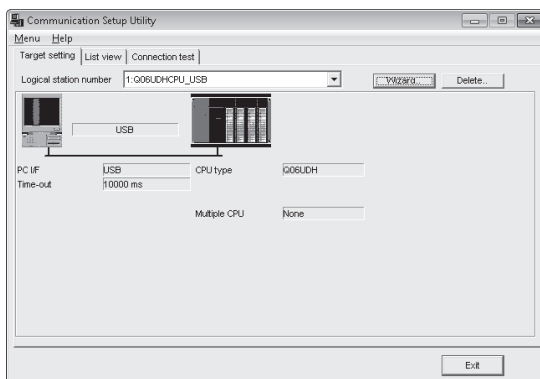 Communication Setup Utility
Menu Help
Target setting List view Connection test
Logical station number 1:Q06UDHCPU_USB Wizard.. Delete..
USB
PC I/F USB CPU type Q06UDH
Time-out 10000 ms
Multiple CPU None
Exit